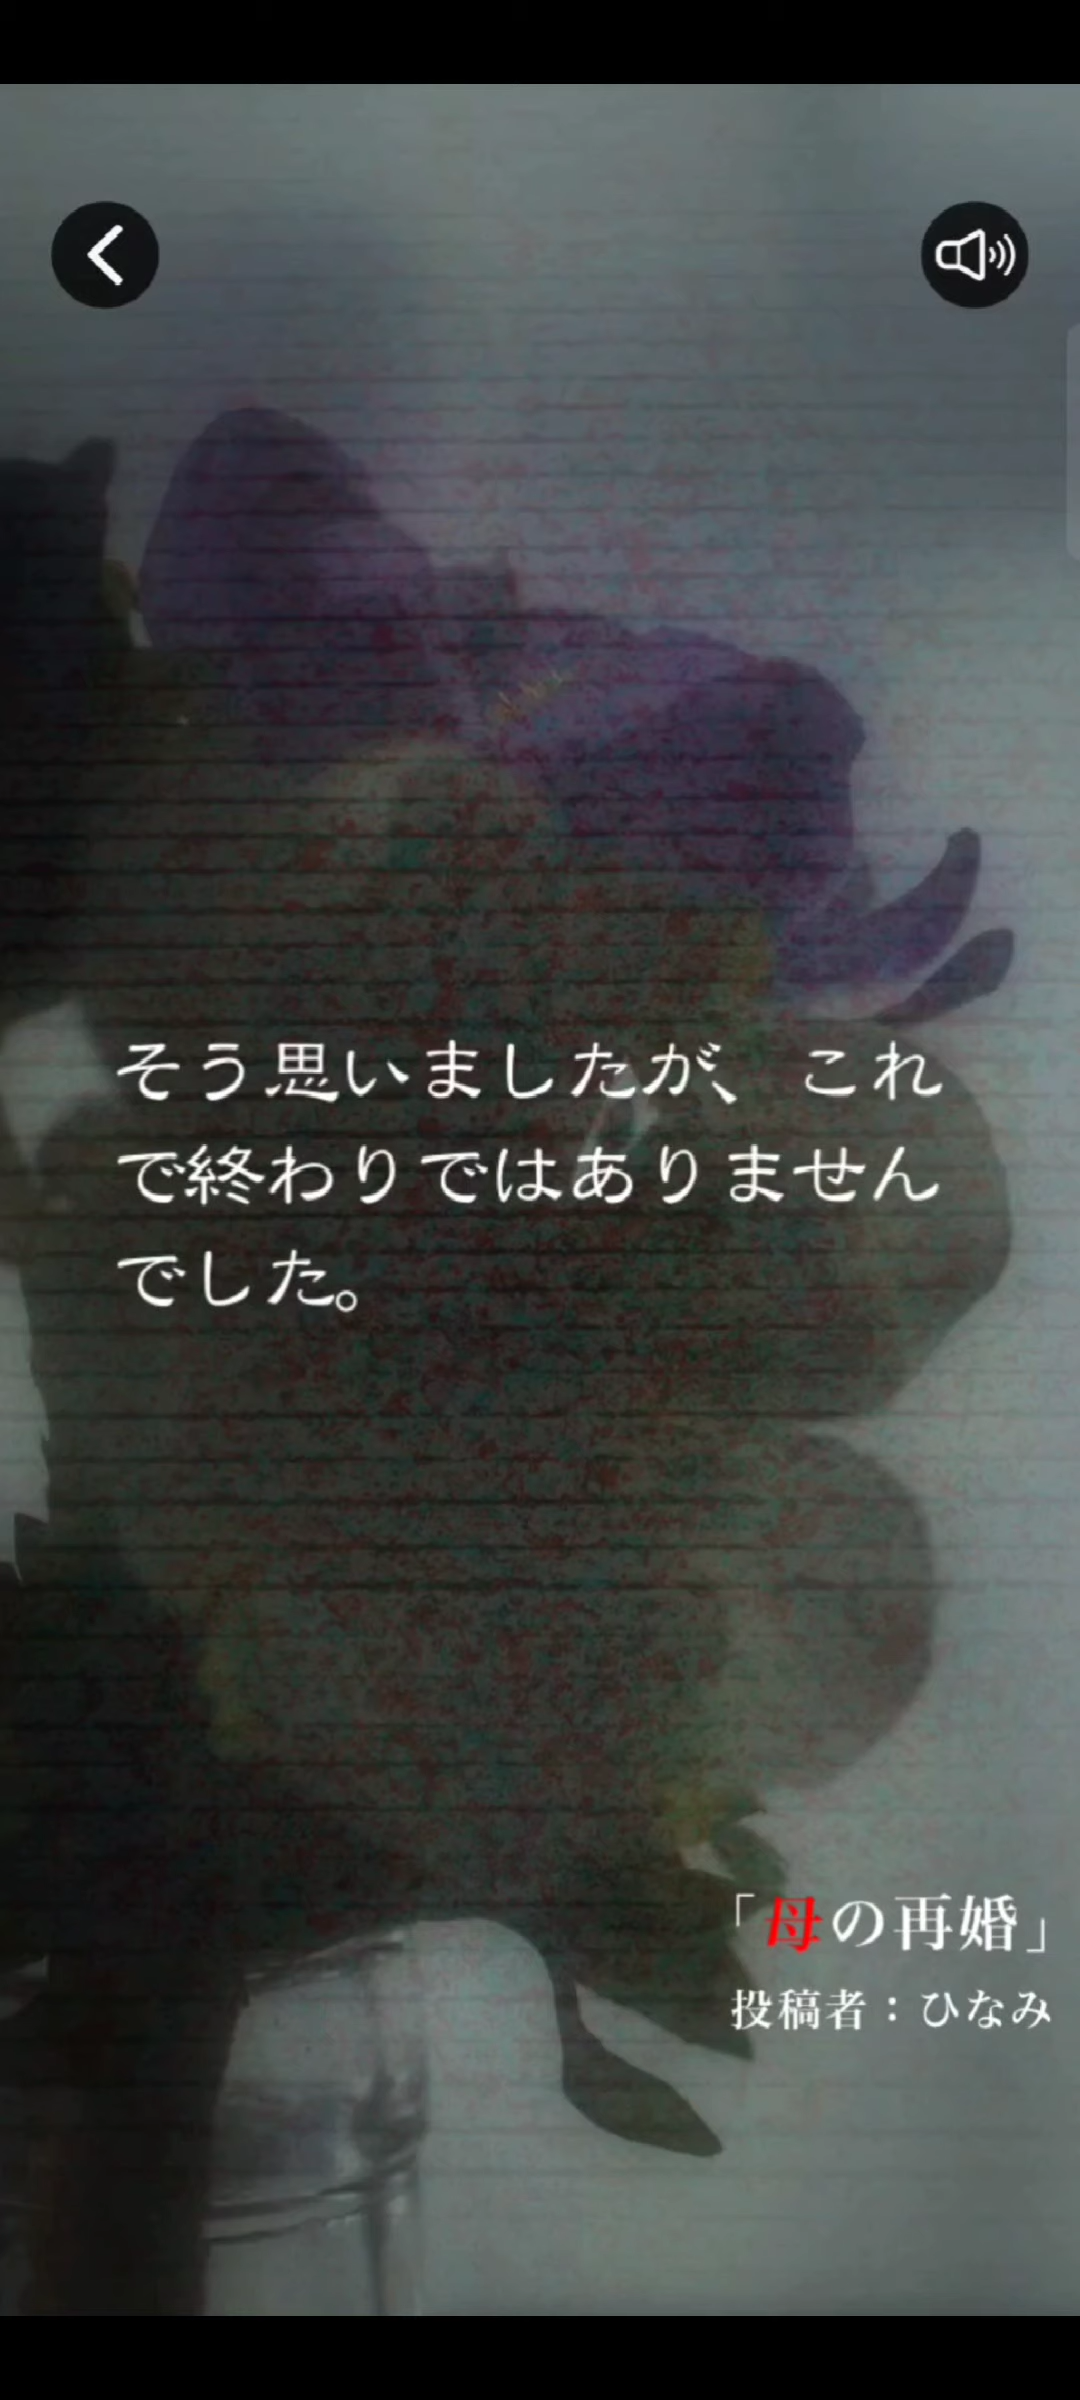 そう思いましたが、これ
で終わりではありません
でした。
「母の再婚」
投稿者：ひなみ